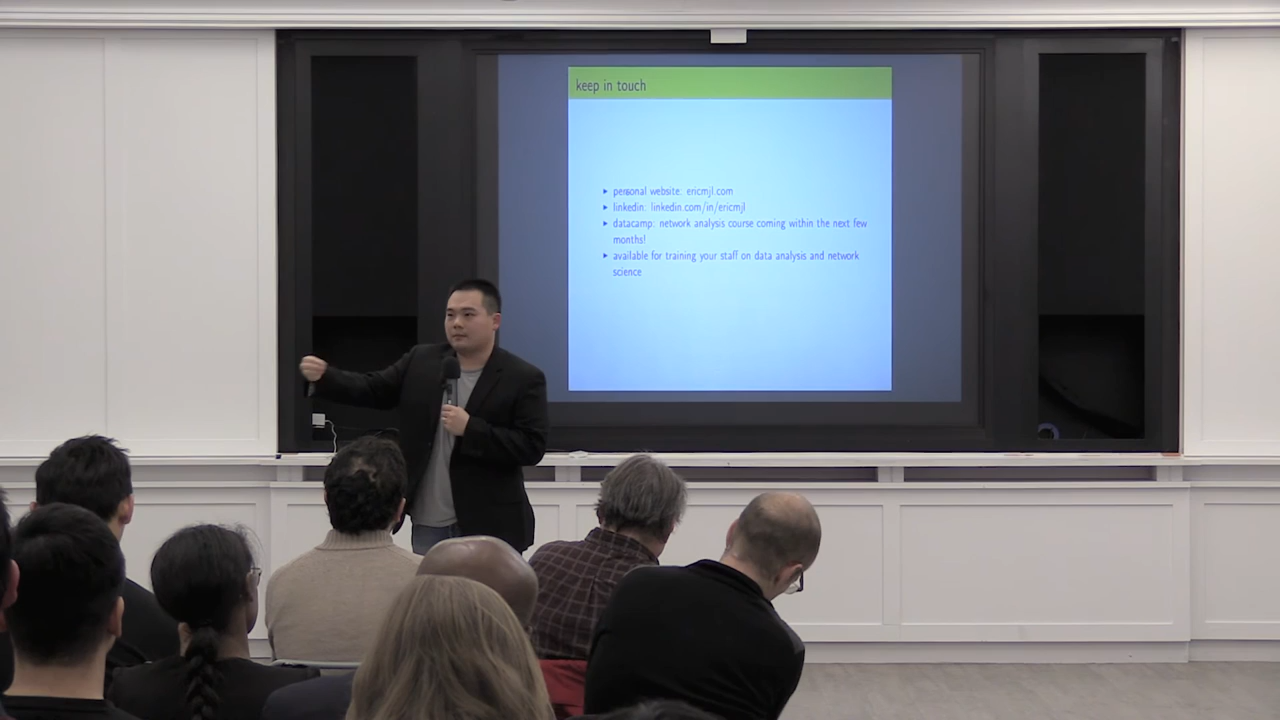 keep in touch
▸ personal website: ericmjl.com
▸ linkedin: linkedin.com/in/ericmjl
▸ datacamp: network analysis course coming within the next few
months!
▸ available for training your staff on data analysis and network
science